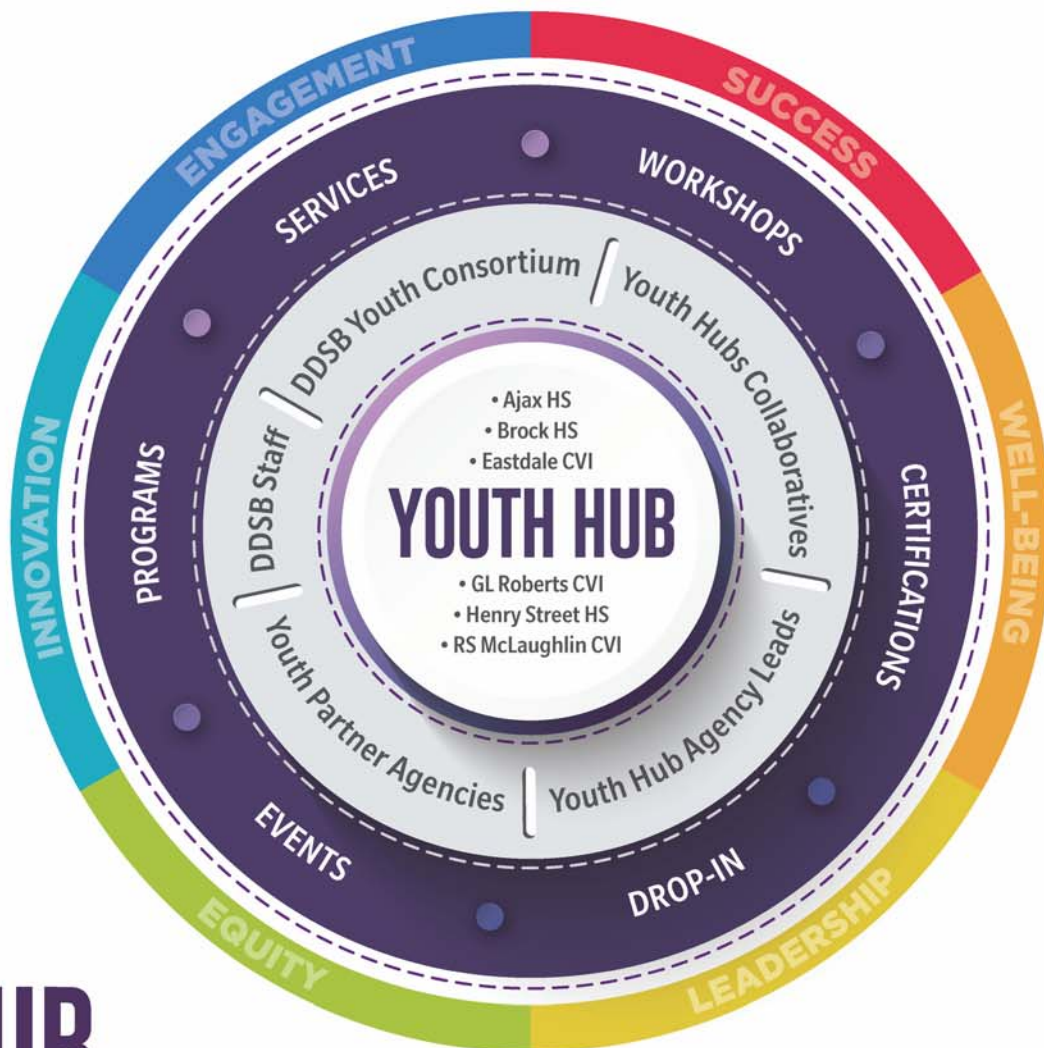 ENGAGEMENT
SUCCESS
WELL-BEING
LEADERSHIP
EQUITY
INNOVATION
SERVICES
WORKSHOPS
CERTIFICATIONS
DROP-IN
EVENTS
PROGRAMS
DDSB Youth Consortium
Youth Hubs Collaboratives
Youth Hub Agency Leads
Youth Partner Agencies
DDSB Staff
• Ajax HS
• Brock HS
• Eastdale CVI
YOUTH HUB
• GL Roberts CVI
• Henry Street HS
• RS McLaughlin CVI